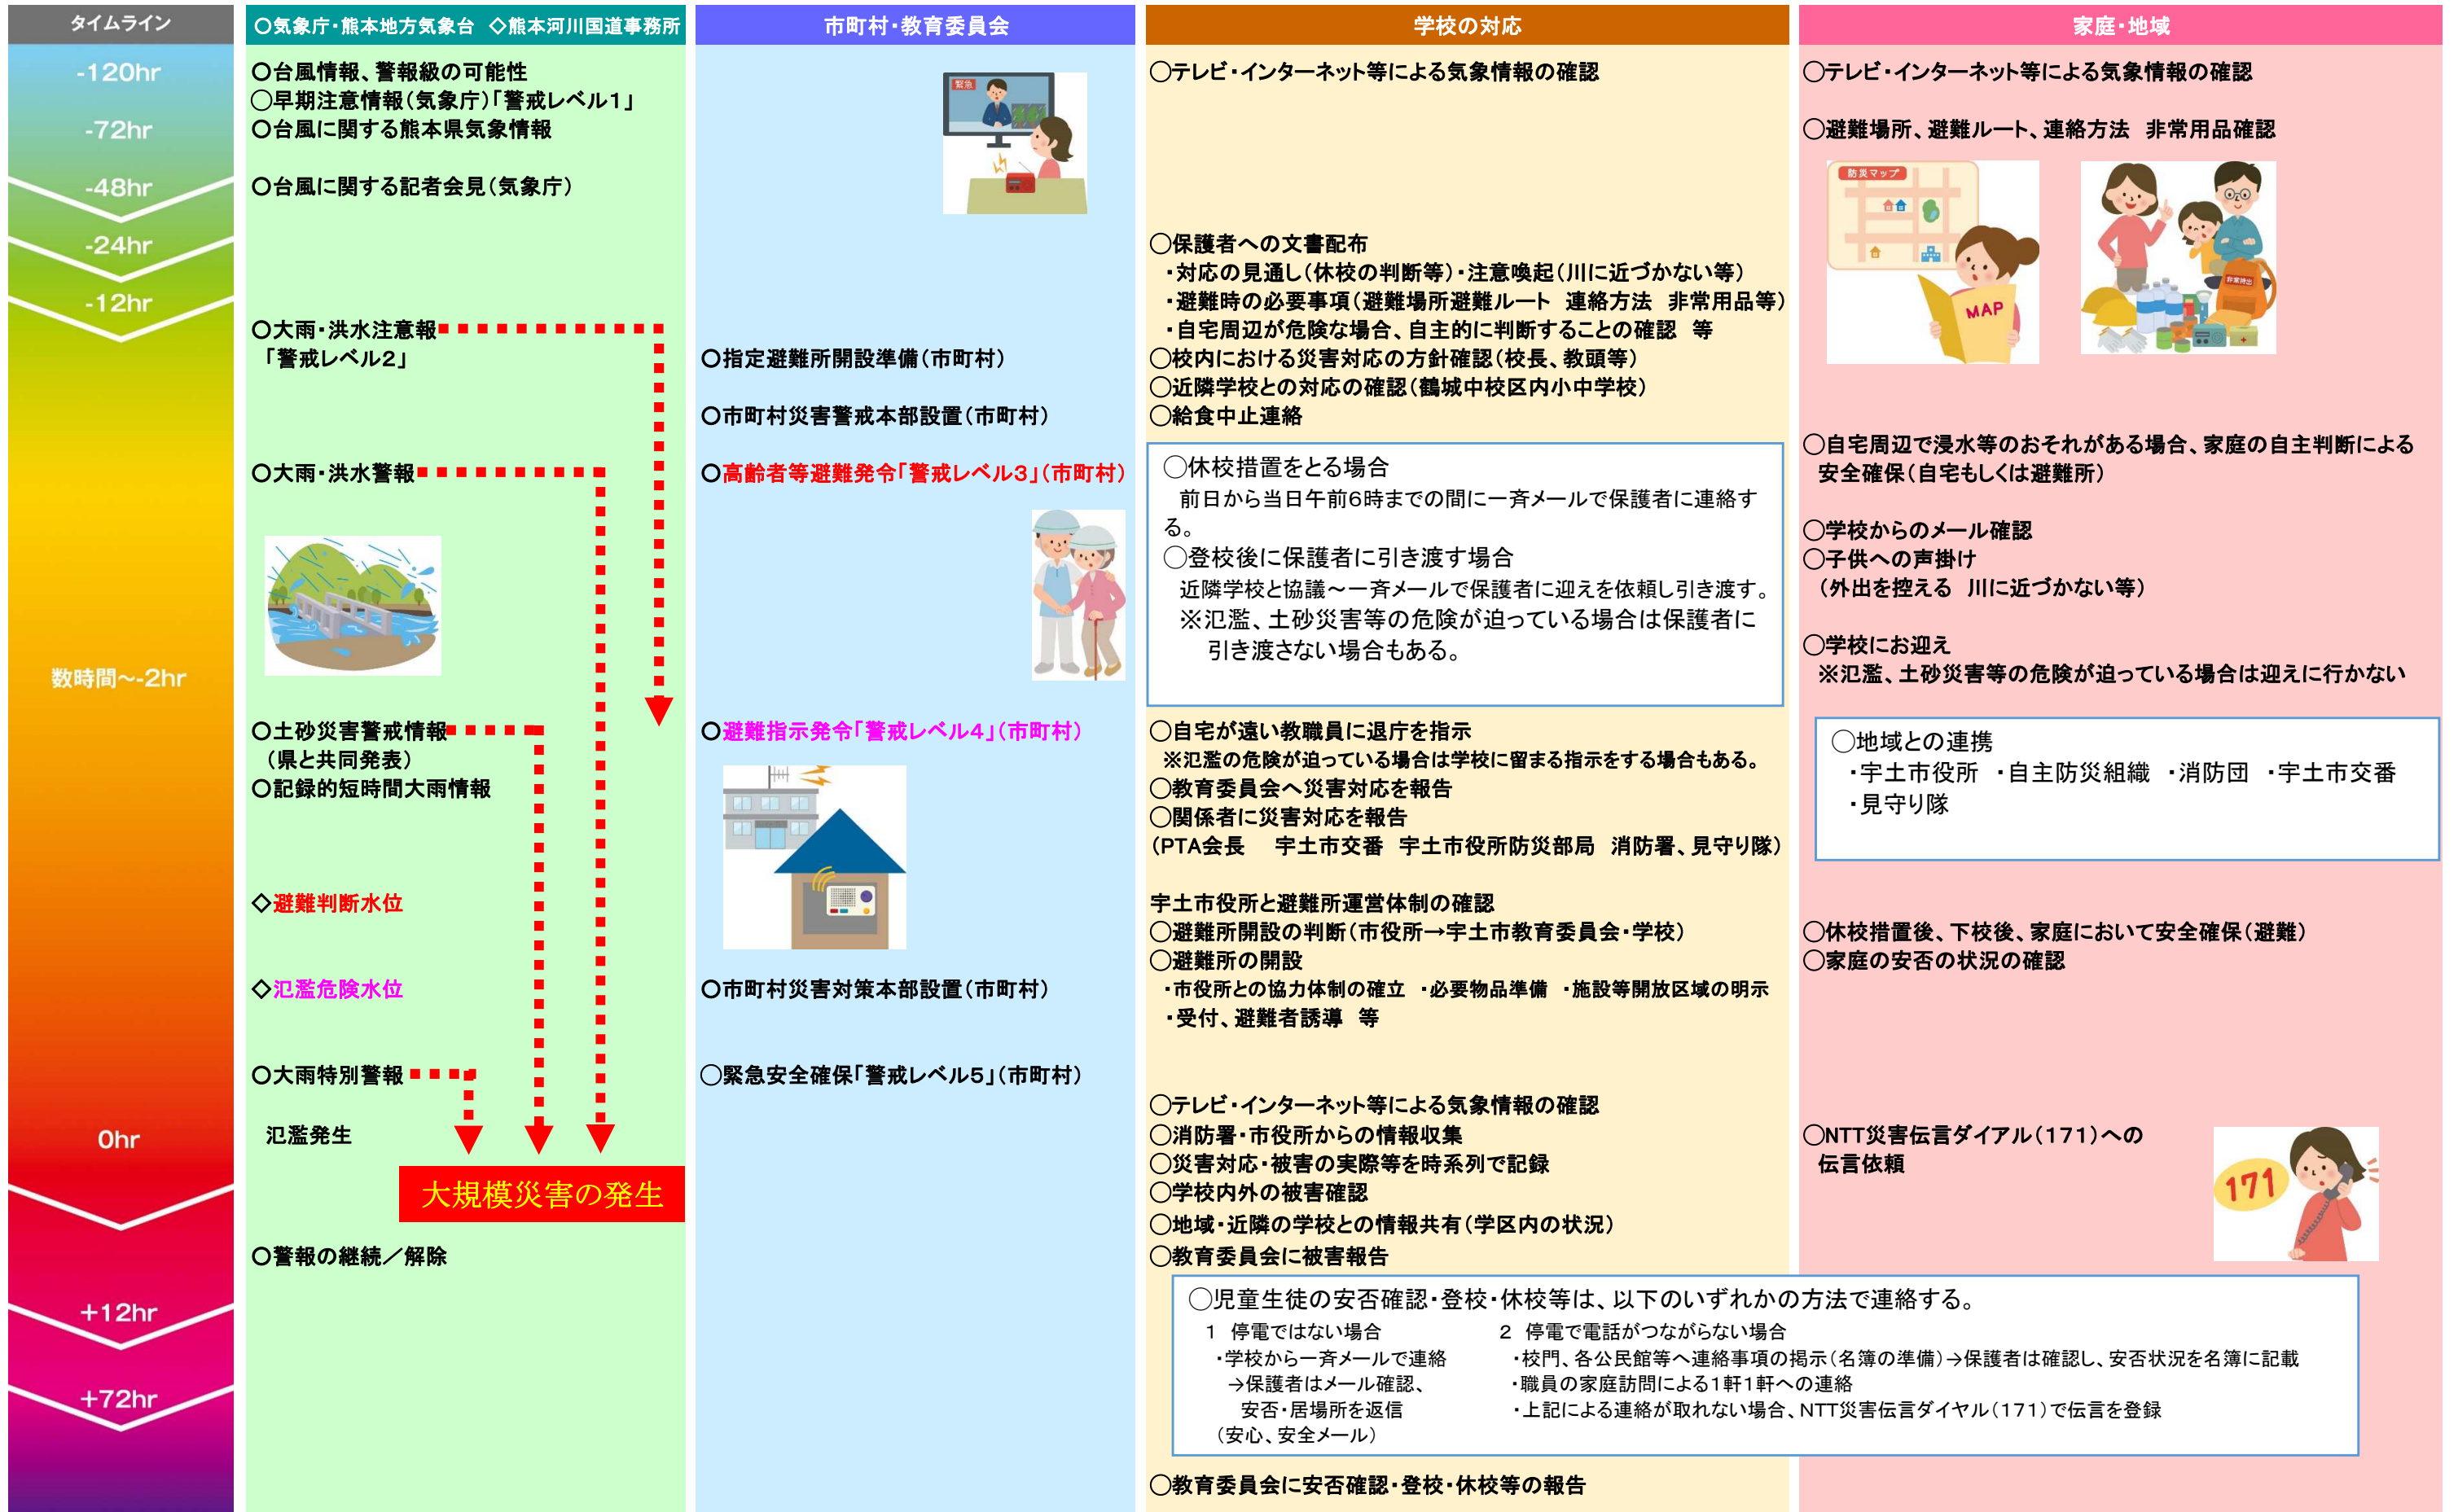 タイムライン
-120hr
-72hr
-48hr
-24hr
-12hr
数時間～-2hr
0hr
+12hr
+72hr
○気象庁・熊本地方気象台 ◇熊本河川国道事務所
○台風情報、警報級の可能性
○早期注意情報（気象庁）「警戒レベル1」
○台風に関する熊本県気象情報
○台風に関する記者会見（気象庁）
○大雨・洪水注意報
「警戒レベル2」
○大雨・洪水警報
○土砂災害警戒情報
（県と共同発表）
○記録的短時間大雨情報
◇避難判断水位
◇氾濫危険水位
○大雨特別警報
氾濫発生
大規模災害の発生
○警報の継続／解除
市町村・教育委員会
緊急
○指定避難所開設準備（市町村）
○市町村災害警戒本部設置（市町村）
○高齢者等避難発令「警戒レベル3」（市町村）
○避難指示発令「警戒レベル4」（市町村）
○市町村災害対策本部設置（市町村）
○緊急安全確保「警戒レベル5」（市町村）
学校の対応
○テレビ・インターネット等による気象情報の確認
○保護者への文書配布
・対応の見通し（休校の判断等）・注意喚起（川に近づかない等）
・避難時の必要事項（避難場所避難ルート 連絡方法 非常用品等）
・自宅周辺が危険な場合、自主的に判断することの確認 等
○校内における災害対応の方針確認（校長、教頭等）
○近隣学校との対応の確認（鶴城中校区内小中学校）
○給食中止連絡
○休校措置をとる場合
前日から当日午前6時までの間に一斉メールで保護者に連絡す
る。
○登校後に保護者に引き渡す場合
近隣学校と協議～一斉メールで保護者に迎えを依頼し引き渡す。
※氾濫、土砂災害等の危険が迫っている場合は保護者に
引き渡さない場合もある。
○自宅が遠い教職員に退庁を指示
※氾濫の危険が迫っている場合は学校に留まる指示をする場合もある。
○教育委員会へ災害対応を報告
○関係者に災害対応を報告
（PTA会長 宇土市交番 宇土市役所防災部局 消防署、見守り隊）
宇土市役所と避難所運営体制の確認
○避難所開設の判断（市役所→宇土市教育委員会・学校）
○避難所の開設
・市役所との協力体制の確立 ・必要物品準備 ・施設等開放区域の明示
・受付、避難者誘導 等
○テレビ・インターネット等による気象情報の確認
○消防署・市役所からの情報収集
○災害対応・被害の実際等を時系列で記録
○学校内外の被害確認
○地域・近隣の学校との情報共有（学区内の状況）
○教育委員会に被害報告
家庭・地域
○テレビ・インターネット等による気象情報の確認
○避難場所、避難ルート、連絡方法 非常用品確認
防災マップ
MAP
非常持出
○自宅周辺で浸水等のおそれがある場合、家庭の自主判断による
安全確保（自宅もしくは避難所）
○学校からのメール確認
○子供への声掛け
（外出を控える 川に近づかない等）
○学校にお迎え
※氾濫、土砂災害等の危険が迫っている場合は迎えに行かない
○地域との連携
・宇土市役所 ・自主防災組織 ・消防団 ・宇土市交番
・見守り隊
○休校措置後、下校後、家庭において安全確保（避難）
○家庭の安否の状況の確認
○NTT災害伝言ダイアル（171）への
伝言依頼
171
○児童生徒の安否確認・登校・休校等は、以下のいずれかの方法で連絡する。
1 停電ではない場合
・学校から一斉メールで連絡
→保護者はメール確認、
安否・居場所を返信
（安心、安全メール）
2 停電で電話がつながらない場合
・校門、各公民館等へ連絡事項の掲示（名簿の準備）→保護者は確認し、安否状況を名簿に記載
・職員の家庭訪問による1軒1軒への連絡
・上記による連絡が取れない場合、NTT災害伝言ダイヤル（171）で伝言を登録
○教育委員会に安否確認・登校・休校等の報告